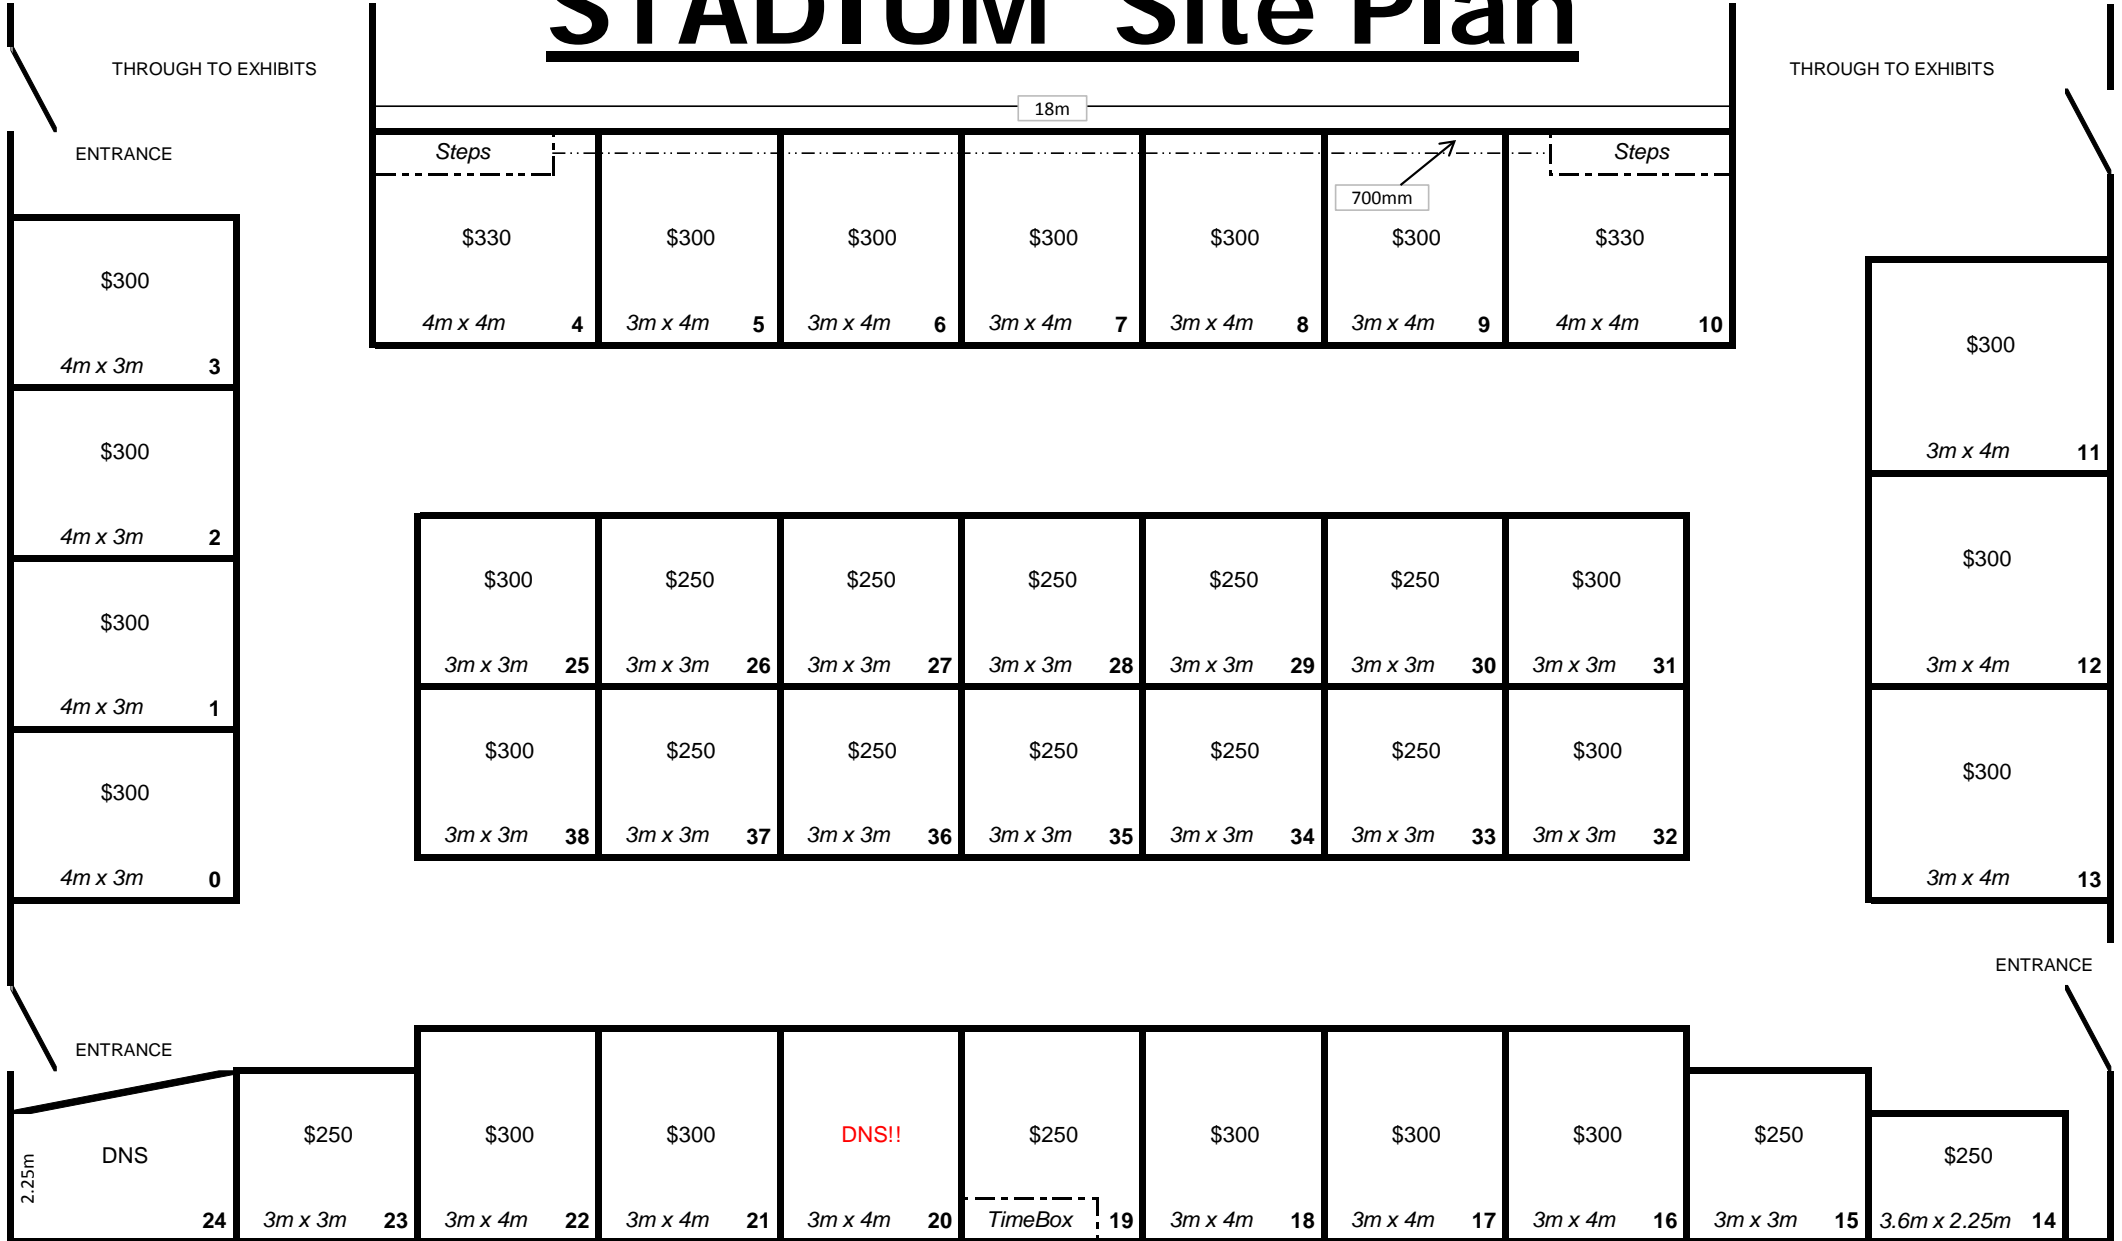 STADIUM Site Plan
THROUGH TO EXHIBITS
THROUGH TO EXHIBITS
18m
ENTRANCE
Steps
Steps
700mm
$330
$300
$300
$300
$300
$300
$330
4m x 4m 4
3m x 4m 5
3m x 4m 6
3m x 4m 7
3m x 4m 8
3m x 4m 9
4m x 4m 10
$300
4m x 3m 3
$300
4m x 3m 2
$300
4m x 3m 1
$300
4m x 3m 0
$300
3m x 4m 11
$300
3m x 4m 12
$300
3m x 4m 13
$300
$250
$250
$250
$250
$250
$300
3m x 3m 25
3m x 3m 26
3m x 3m 27
3m x 3m 28
3m x 3m 29
3m x 3m 30
3m x 3m 31
$300
$250
$250
$250
$250
$250
$300
3m x 3m 38
3m x 3m 37
3m x 3m 36
3m x 3m 35
3m x 3m 34
3m x 3m 33
3m x 3m 32
ENTRANCE
ENTRANCE
2.25m
DNS
$250
$300
$300
DNS!!
$250
$300
$300
$300
$250
$250
24
3m x 3m 23
3m x 4m 22
3m x 4m 21
3m x 4m 20
TimeBox 19
3m x 4m 18
3m x 4m 17
3m x 4m 16
3m x 3m 15
3.6m x 2.25m 14